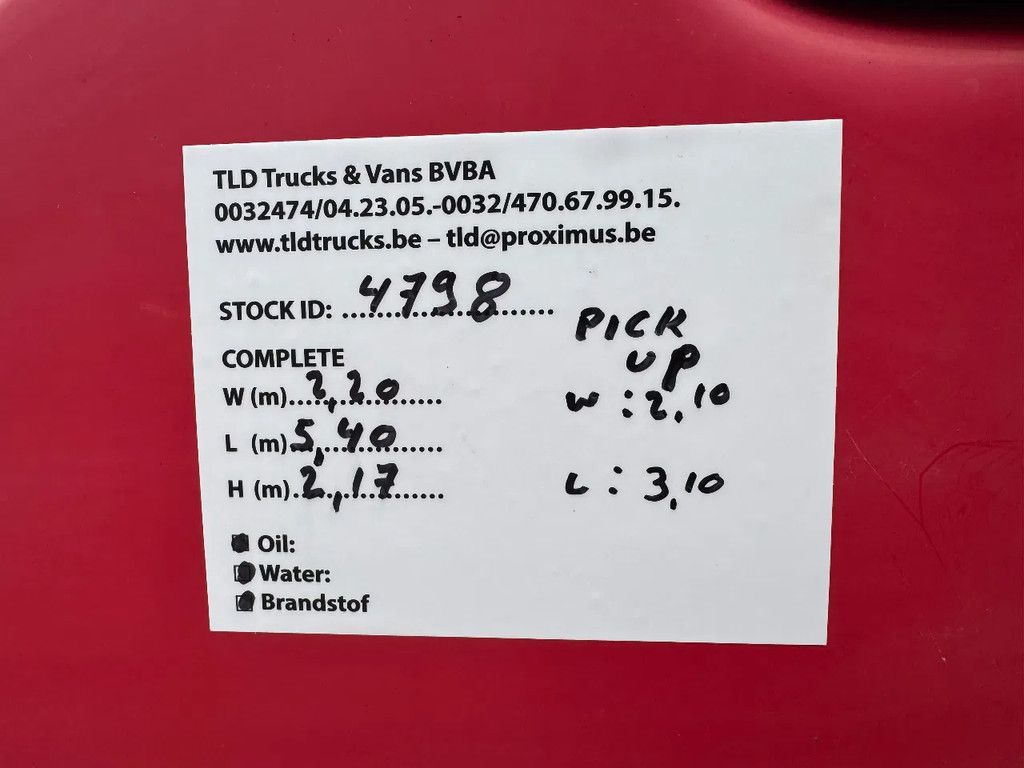 TLD Trucks & Vans BVBA
0032474/04.23.05.-0032/470.67.99.15.
www.tldtrucks.be – tld@proximus.be
STOCK ID: 4798
PICK
UP
COMPLETE
W (m) 2,20
W : 2,10
L (m) 5,40
H (m) 2,17
L : 3,10
Oil:
Water:
Brandstof